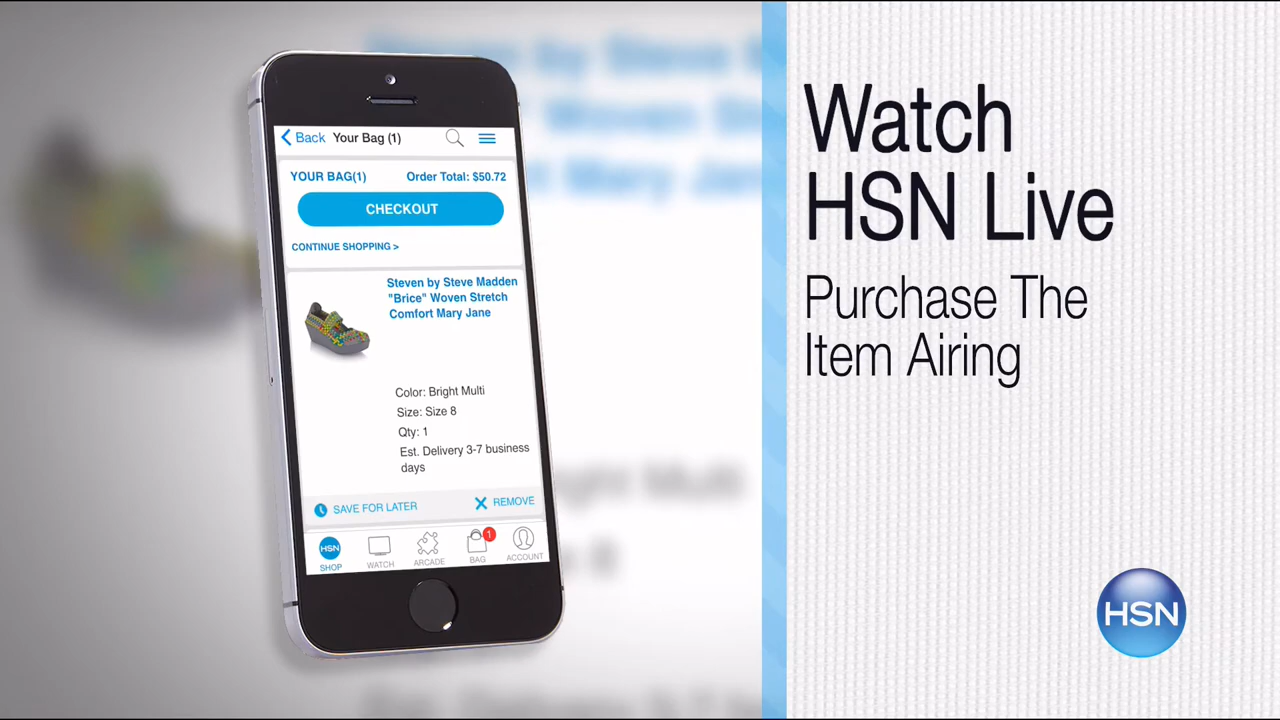 Back Your Bag (1)
YOUR BAG(1) Order Total: $50.72
CHECKOUT
CONTINUE SHOPPING >
Steven by Steve Madden
"Brice" Woven Stretch
Comfort Mary Jane
Color: Bright Multi
Size: Size 8
Qty: 1
Est. Delivery 3-7 business
days
SAVE FOR LATER REMOVE
HSN 1
SHOP WATCH ARCADE BAG ACCOUNT
Watch
HSN Live
Purchase The
Item Airing
HSN